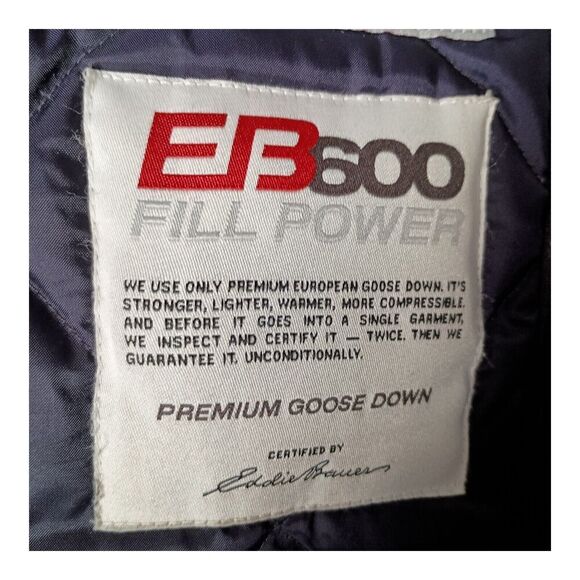 EB600
FILL POWER
WE USE ONLY PREMIUM EUROPEAN GOOSE DOWN. IT'S
STRONGER, LIGHTER, WARMER, MORE COMPRESSIBLE.
AND BEFORE IT GOES INTO A SINGLE GARMENT,
WE INSPECT AND CERTIFY IT — TWICE. THEN WE
GUARANTEE IT. UNCONDITIONALLY.
PREMIUM GOOSE DOWN
CERTIFIED BY
Eddie Bauer